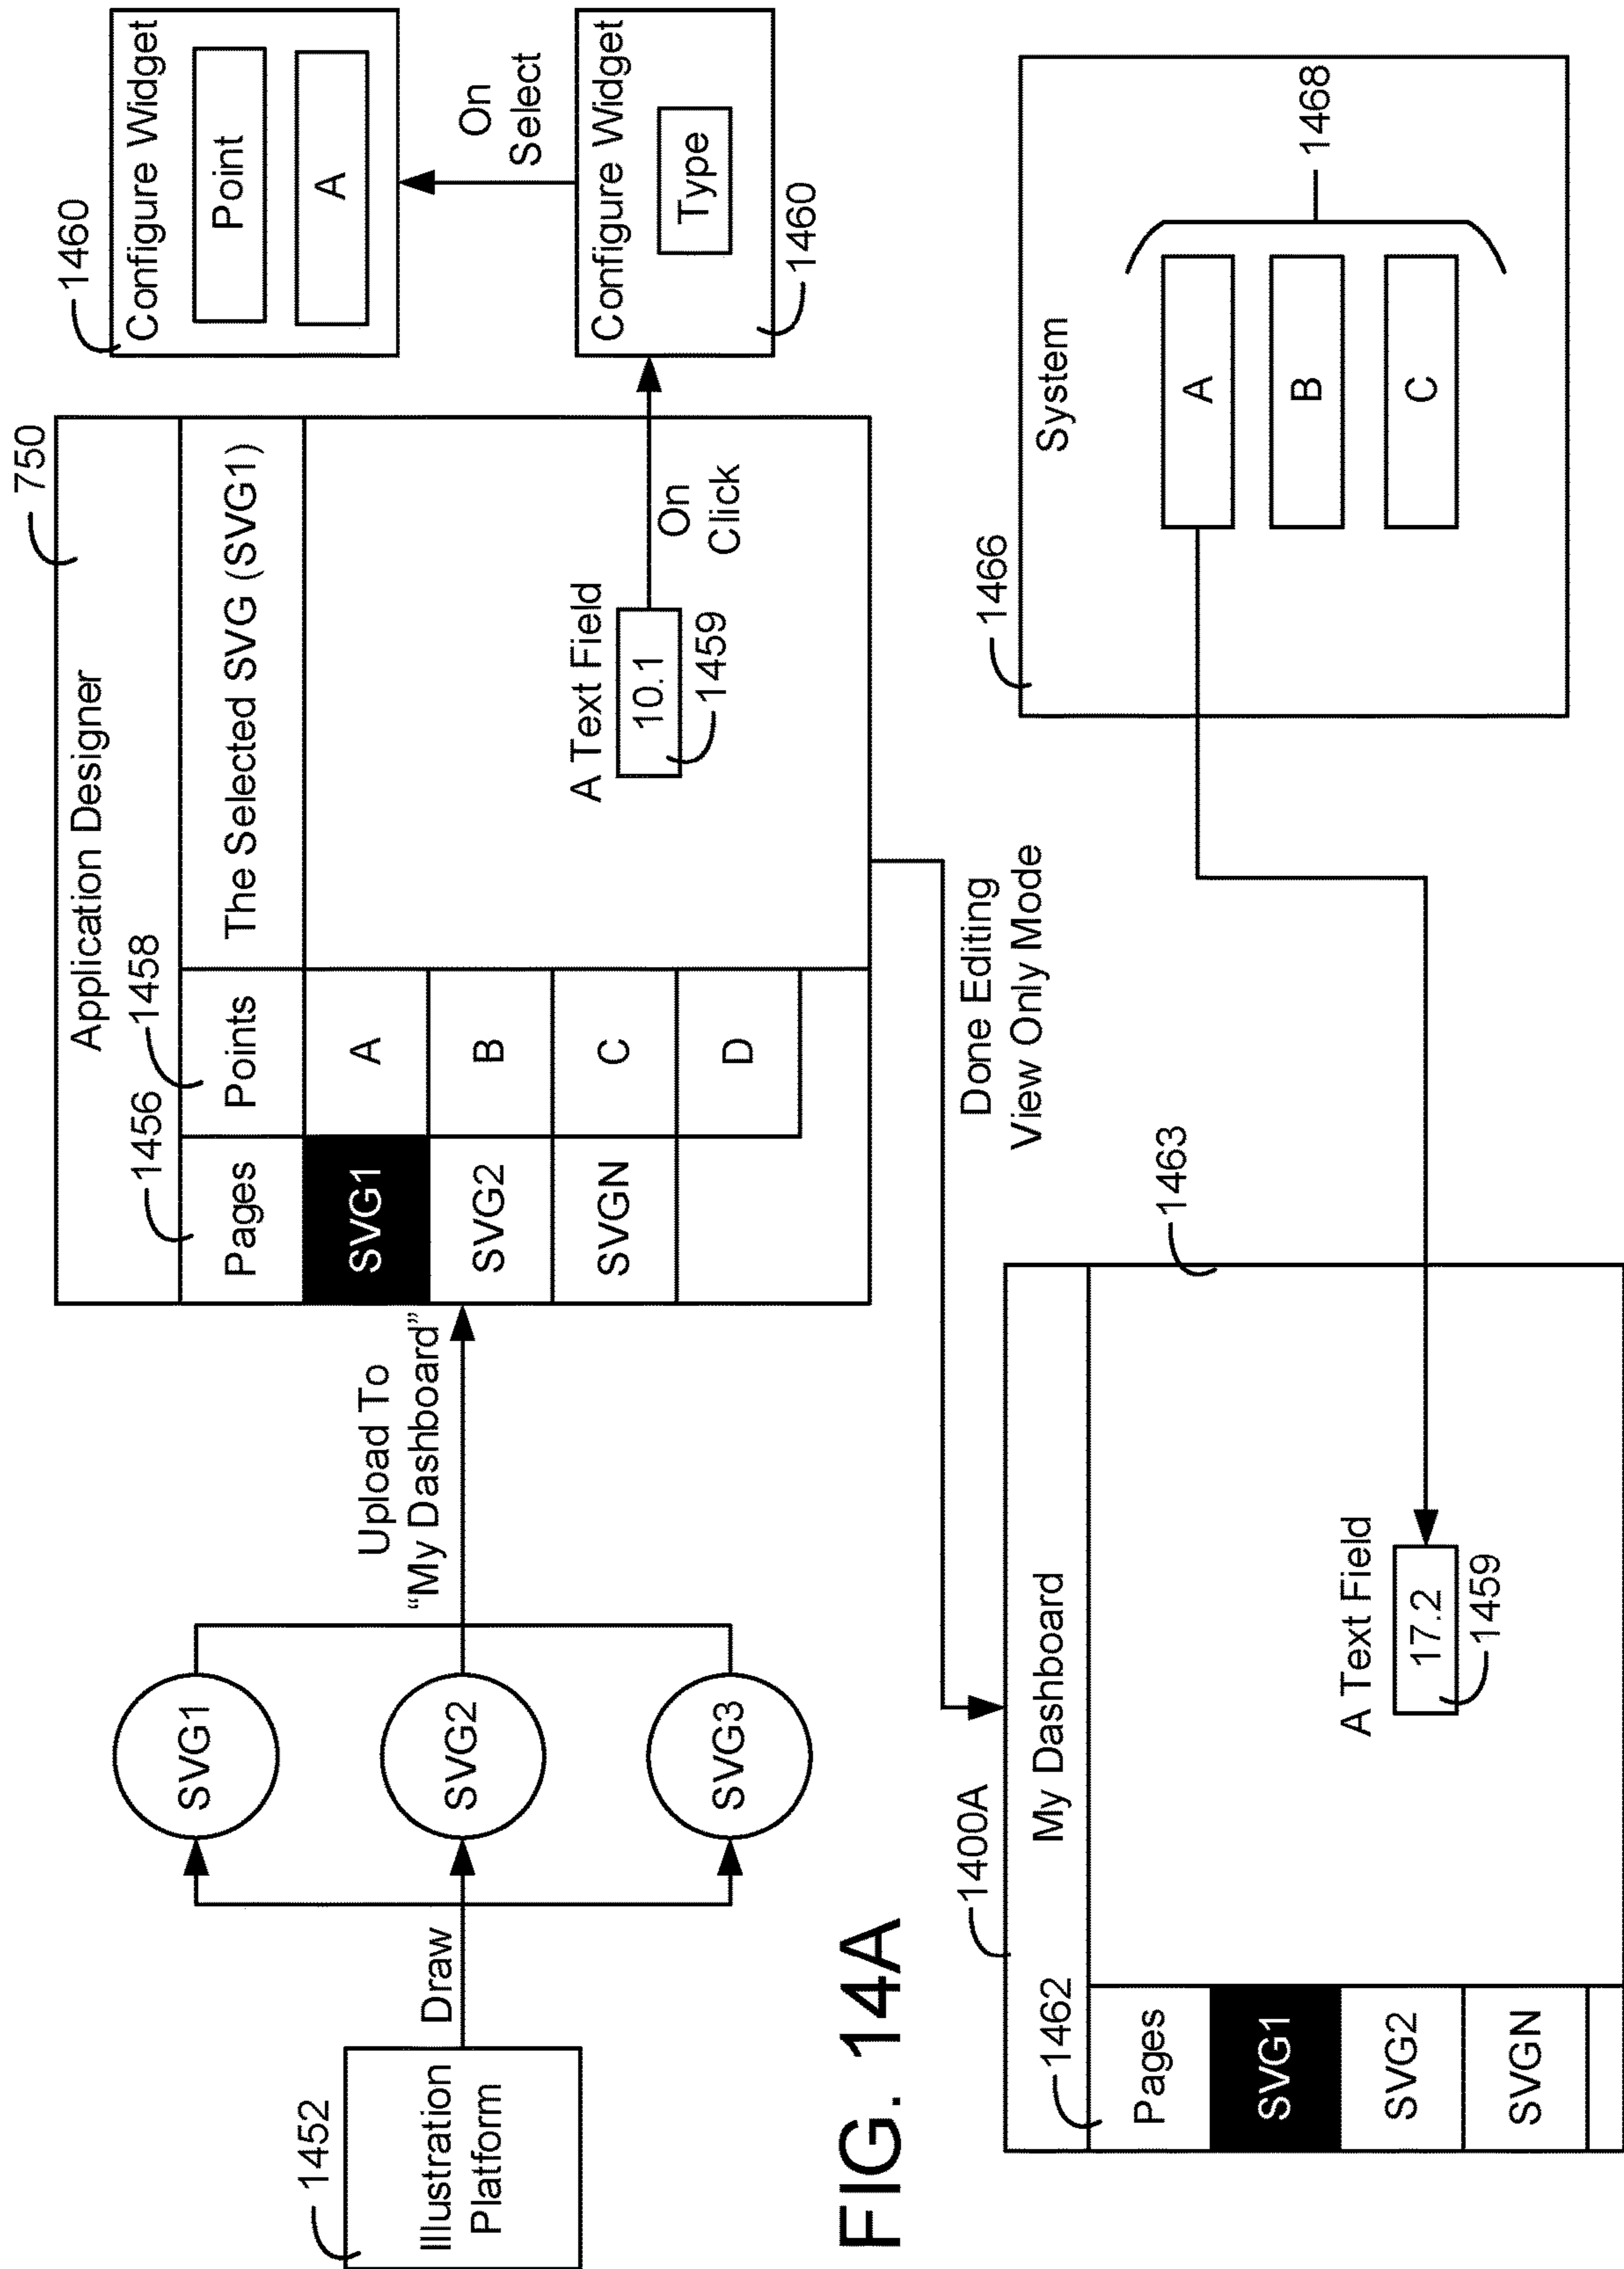 1452
Illustration
Platform
Draw
SVG1
SVG2
SVG3
Upload To
“My Dashboard”
750
Application Designer
1456
1458
Pages
Points
The Selected SVG (SVG1)
SVG1
A
SVG2
B
SVGN
C
D
A Text Field
10.1
1459
On
Click
1460
Configure Widget
Point
A
On
Select
Configure Widget
Type
1460
Done Editing
View Only Mode
FIG. 14A
1400A
1462
My Dashboard
1463
Pages
SVG1
SVG2
SVGN
A Text Field
17.2
1459
1466
System
A
B
C
1468